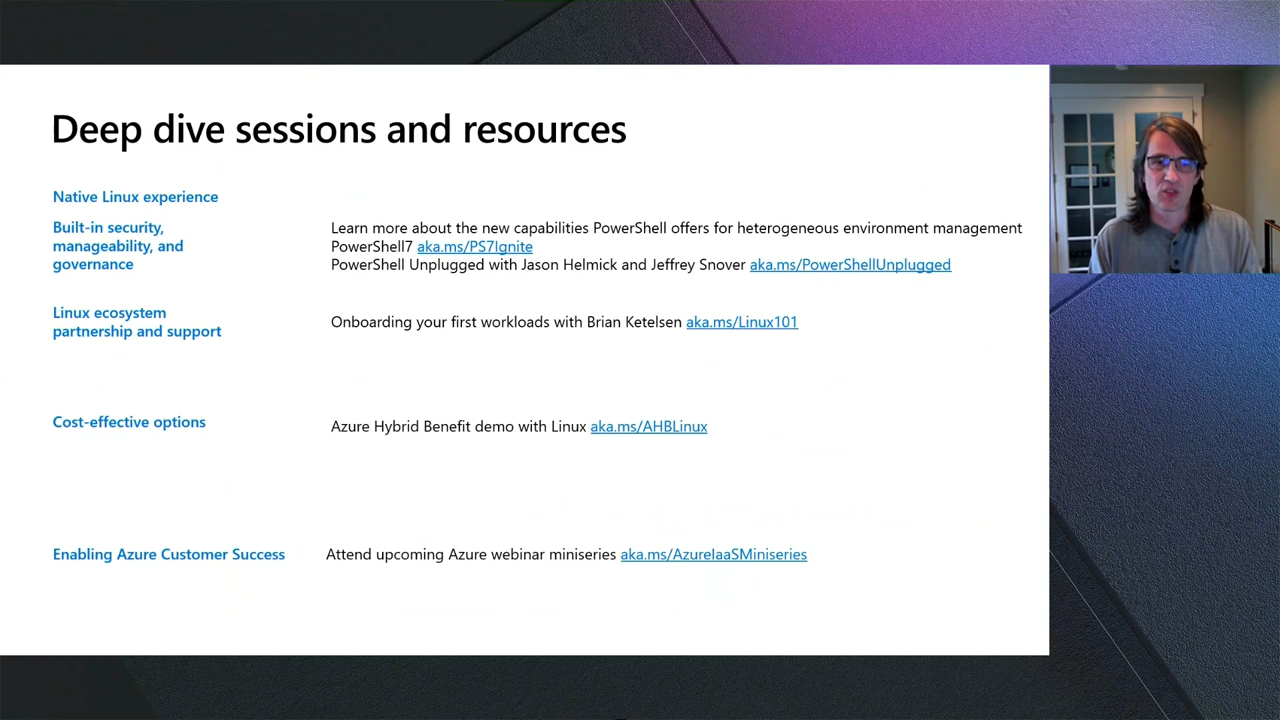 Deep dive sessions and resources
Native Linux experience
Built-in security,
manageability, and
governance
Learn more about the new capabilities PowerShell offers for heterogeneous environment management
PowerShell7 aka.ms/PS7Ignite
PowerShell Unplugged with Jason Helmick and Jeffrey Snover aka.ms/PowerShellUnplugged
Linux ecosystem
partnership and support
Onboarding your first workloads with Brian Ketelsen aka.ms/Linux101
Cost-effective options
Azure Hybrid Benefit demo with Linux aka.ms/AHBLinux
Enabling Azure Customer Success
Attend upcoming Azure webinar miniseries aka.ms/AzureIaaSMiniseries